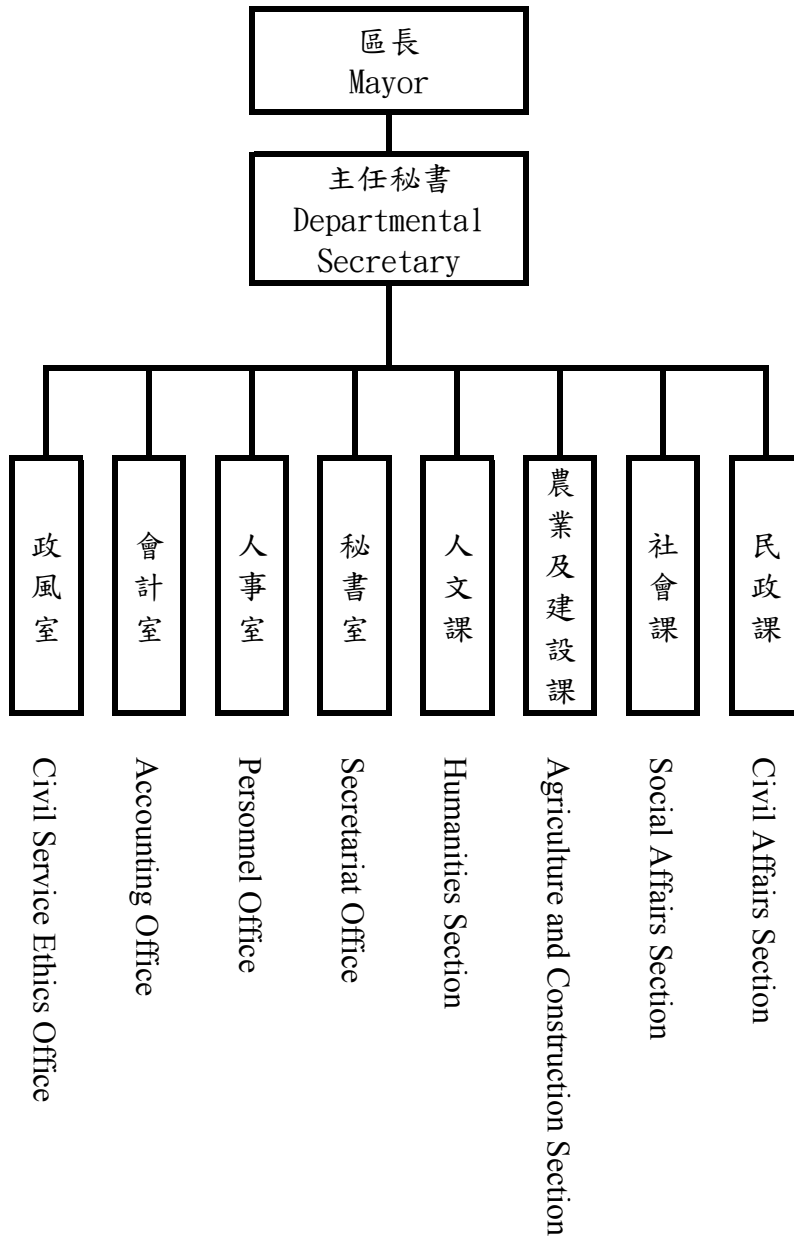 區長
Mayor
主任秘書
Departmental
Secretary
政風室
會計室
人事室
秘書室
人文課
農業及建設課
社會課
民政課
Civil Service Ethics Office
Accounting Office
Personnel Office
Secretariat Office
Humanities Section
Agriculture and Construction Section
Social Affairs Section
Civil Affairs Section